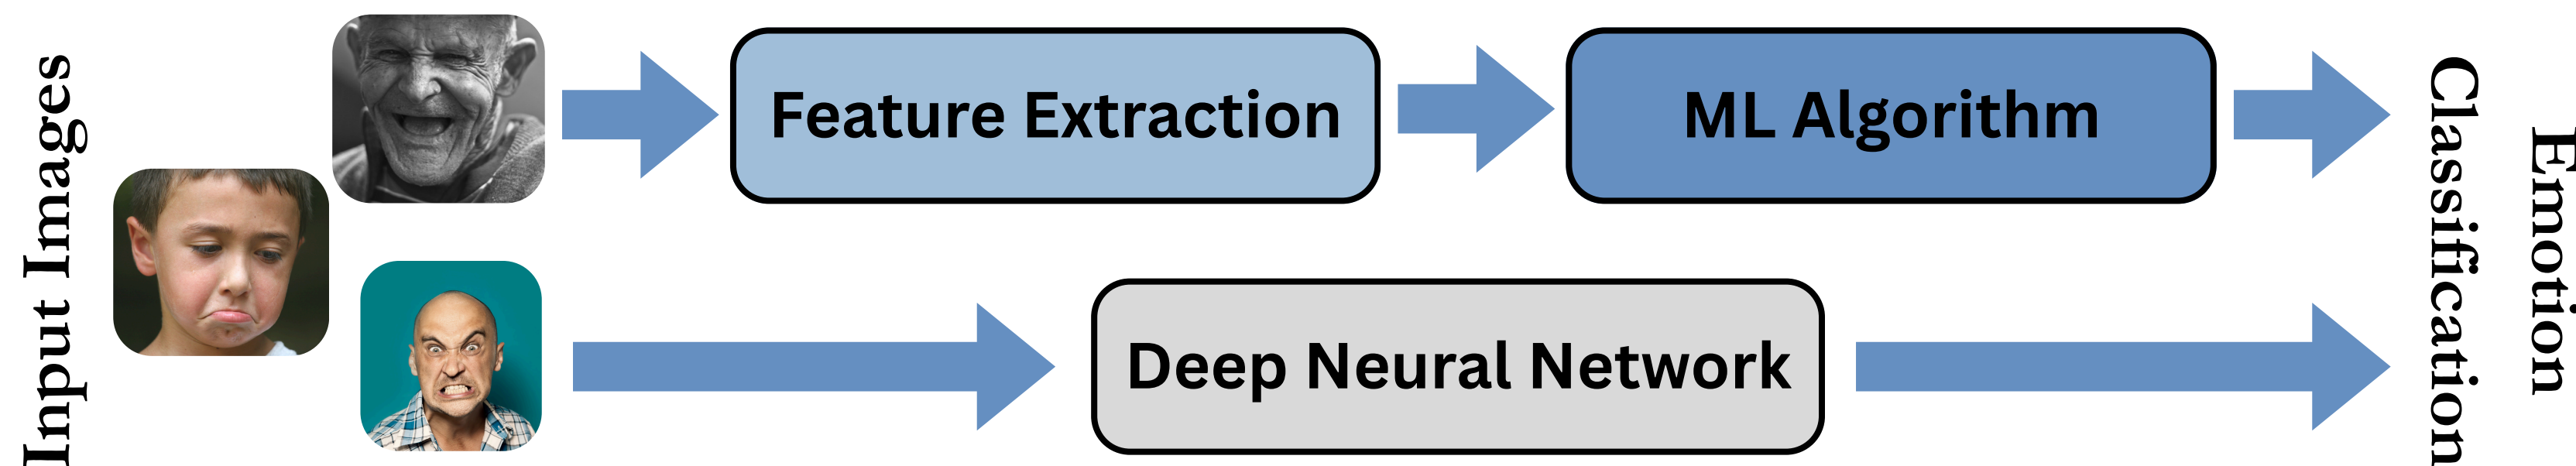 Input Images
Feature Extraction
ML Algorithm
Deep Neural Network
Emotion
Classification